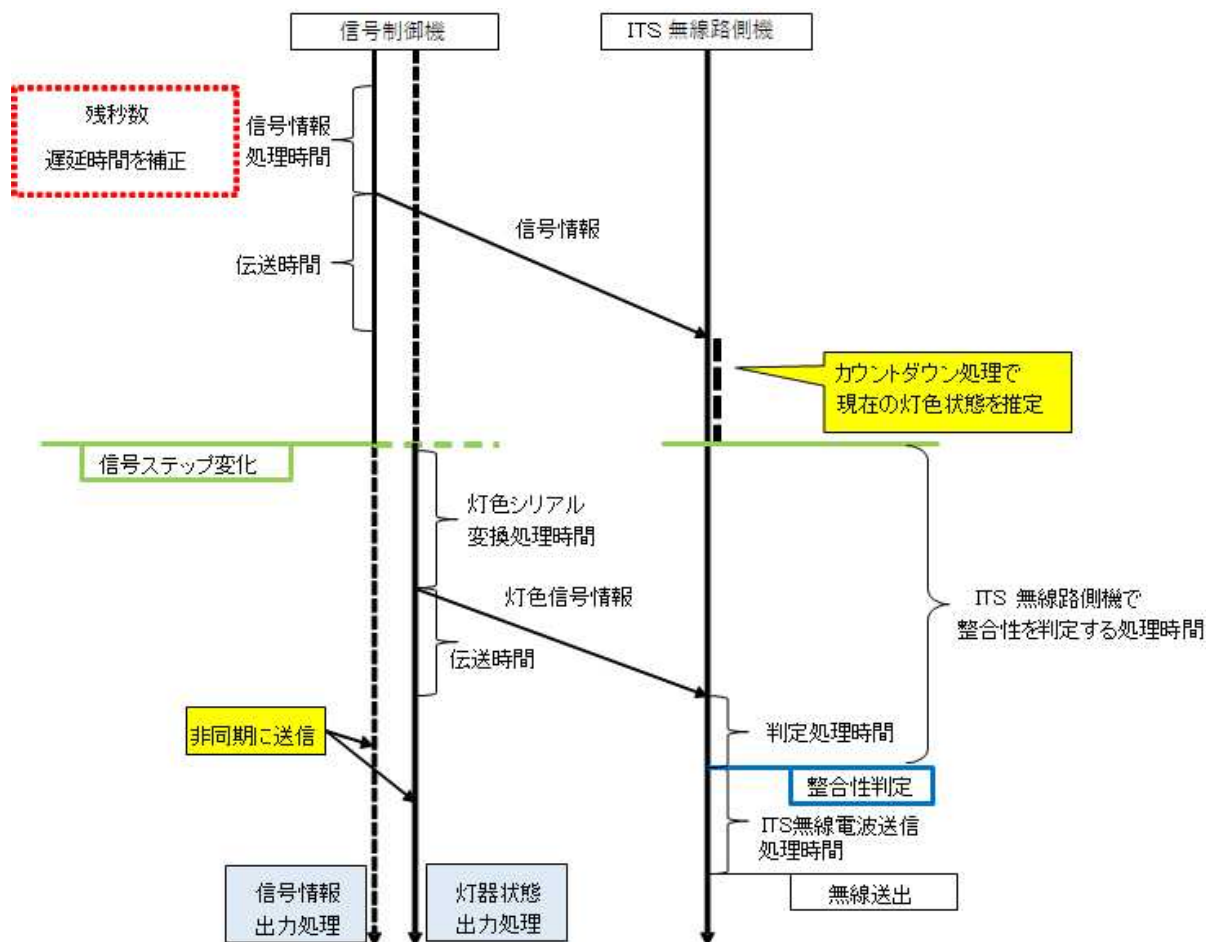 信号制御機
ITS 無線路側機
残秒数
遅延時間を補正
信号情報
処理時間
信号情報
伝送時間
カウントダウン処理で
現在の灯色状態を推定
信号ステップ変化
灯色シリアル
変換処理時間
灯色信号情報
ITS 無線路側機で
整合性を判定する処理時間
伝送時間
非同期に送信
判定処理時間
整合性判定
ITS無線電波送信
処理時間
信号情報
出力処理
灯器状態
出力処理
無線送出